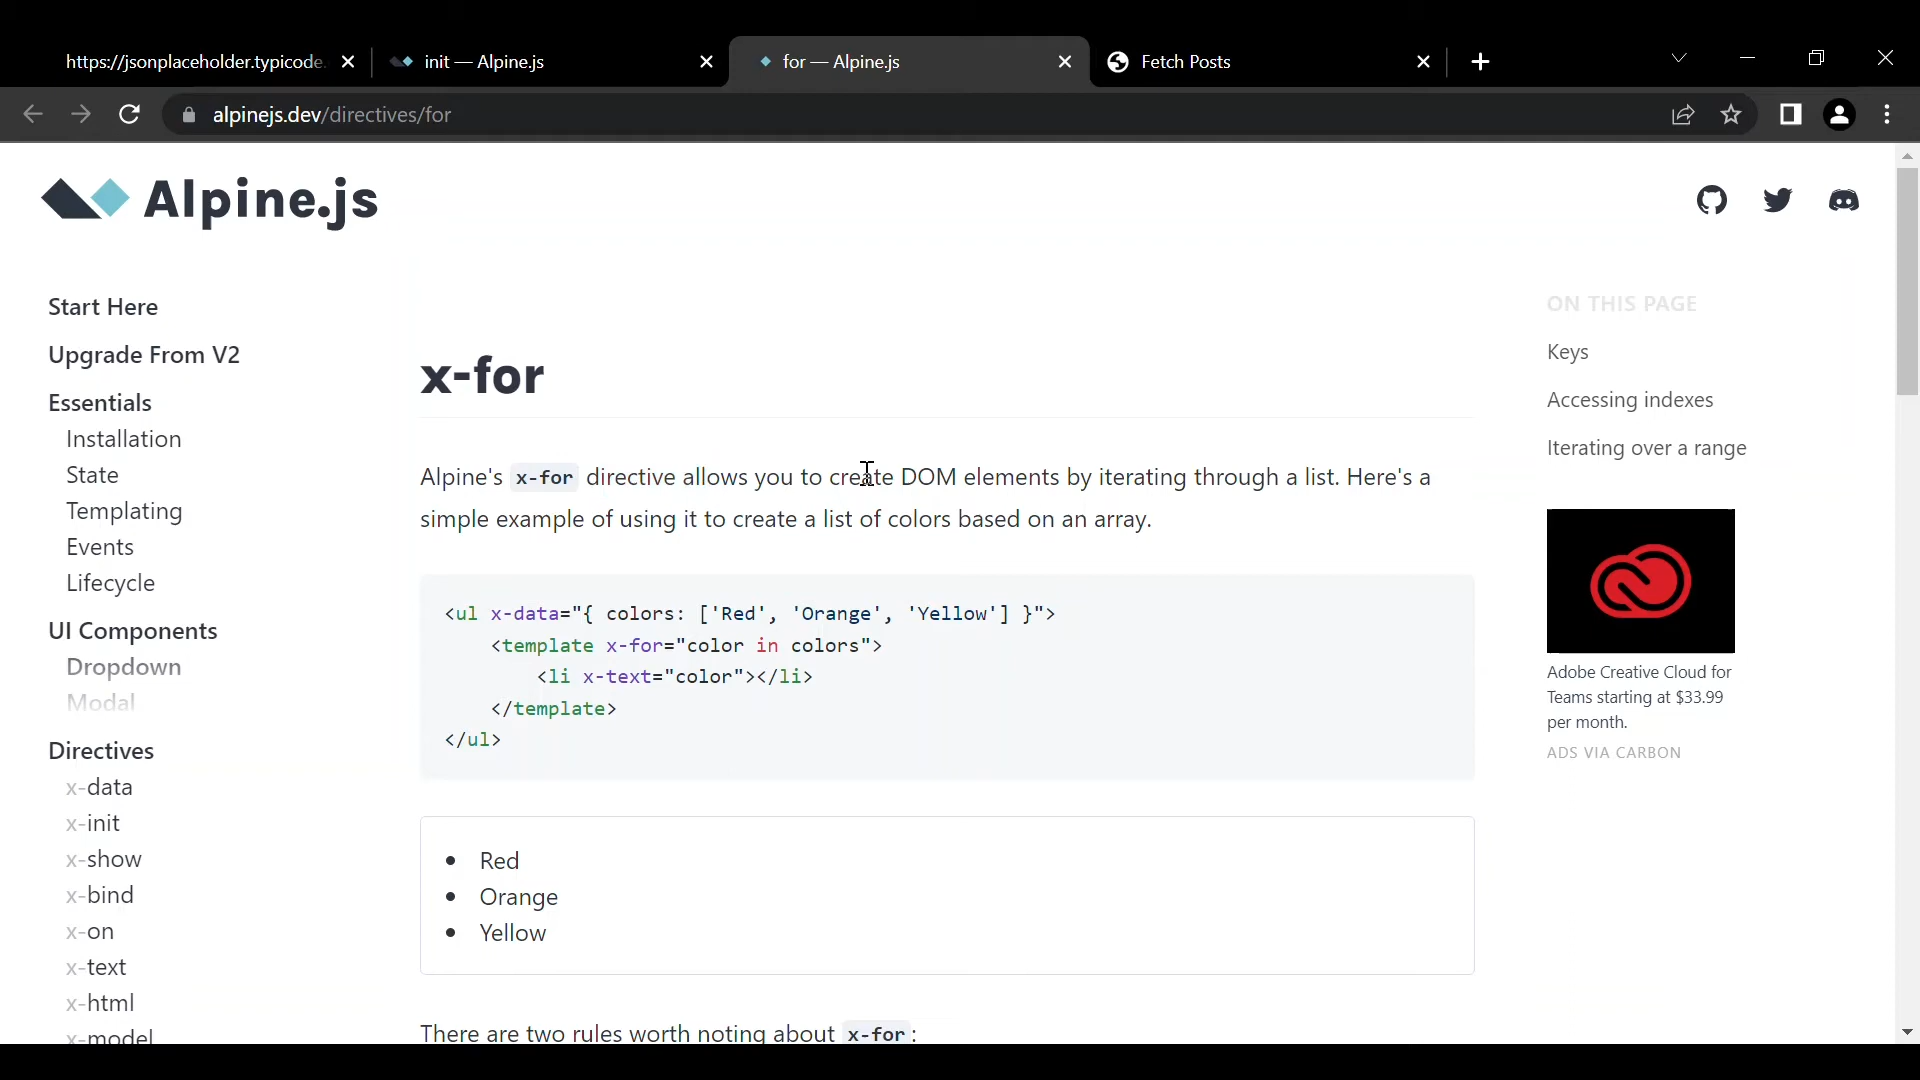 https://jsonplaceholder.typicode.
init — Alpine.js
for — Alpine.js
Fetch Posts
alpinejs.dev/directives/for
Alpine.js
Start Here
Upgrade From V2
Essentials
Installation
State
Templating
Events
Lifecycle
UI Components
Dropdown
Modal
Directives
x-data
x-init
x-show
x-bind
x-on
x-text
x-html
x-model
x-for
Alpine's x-for directive allows you to create DOM elements by iterating through a list. Here's a
simple example of using it to create a list of colors based on an array.
<ul x-data="{ colors: ['Red', 'Orange', 'Yellow'] }">
    <template x-for="color in colors">
        <li x-text="color"></li>
    </template>
</ul>
• Red
• Orange
• Yellow
There are two rules worth noting about x-for:
ON THIS PAGE
Keys
Accessing indexes
Iterating over a range
Adobe Creative Cloud for
Teams starting at $33.99
per month.
ADS VIA CARBON